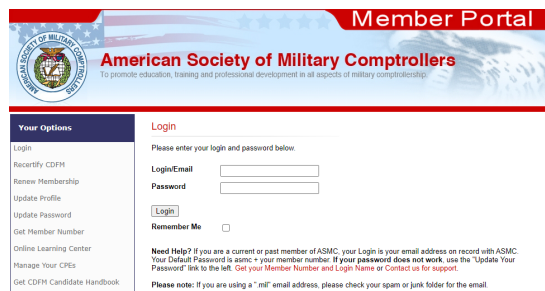 Member Portal
SOCIETY OF MILITARY COMPTROLLERS
AMERICAN
American Society of Military Comptrollers
To promote education, training and professional development in all aspects of military comptrollership.
Your Options
Login
Recertify CDFM
Renew Membership
Update Profile
Update Password
Get Member Number
Online Learning Center
Manage Your CPEs
Get CDFM Candidate Handbook
Login
Please enter your login and password below.
Login/Email
Password
Login
Remember Me
Need Help? If you are a current or past member of ASMC, your Login is your email address on record with ASMC.
Your Default Password is asmc + your member number. If your password does not work, use the "Update Your
Password" link to the left. Get your Member Number and Login Name or Contact us for support.
Please note: If you are using a ".mil" email address, please check your spam or junk folder for the email.